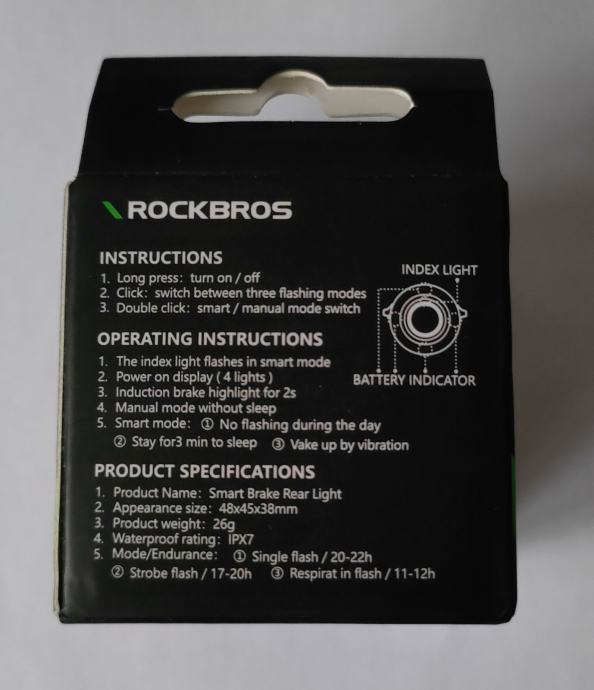 ROCKBROS
INSTRUCTIONS
1. Long press: turn on / off
2. Click: switch between three flashing modes
3. Double click: smart / manual mode switch
INDEX LIGHT
BATTERY INDICATOR
OPERATING INSTRUCTIONS
1. The index light flashes in smart mode
2. Power on display ( 4 lights )
3. Induction brake highlight for 2s
4. Manual mode without sleep
5. Smart mode: ① No flashing during the day
② Stay for3 min to sleep ③ Vake up by vibration
PRODUCT SPECIFICATIONS
1. Product Name: Smart Brake Rear Light
2. Appearance size: 48x45x38mm
3. Product weight: 26g
4. Waterproof rating: IPX7
5. Mode/Endurance: ① Single flash / 20-22h
② Strobe flash / 17-20h ③ Respirat in flash / 11-12h